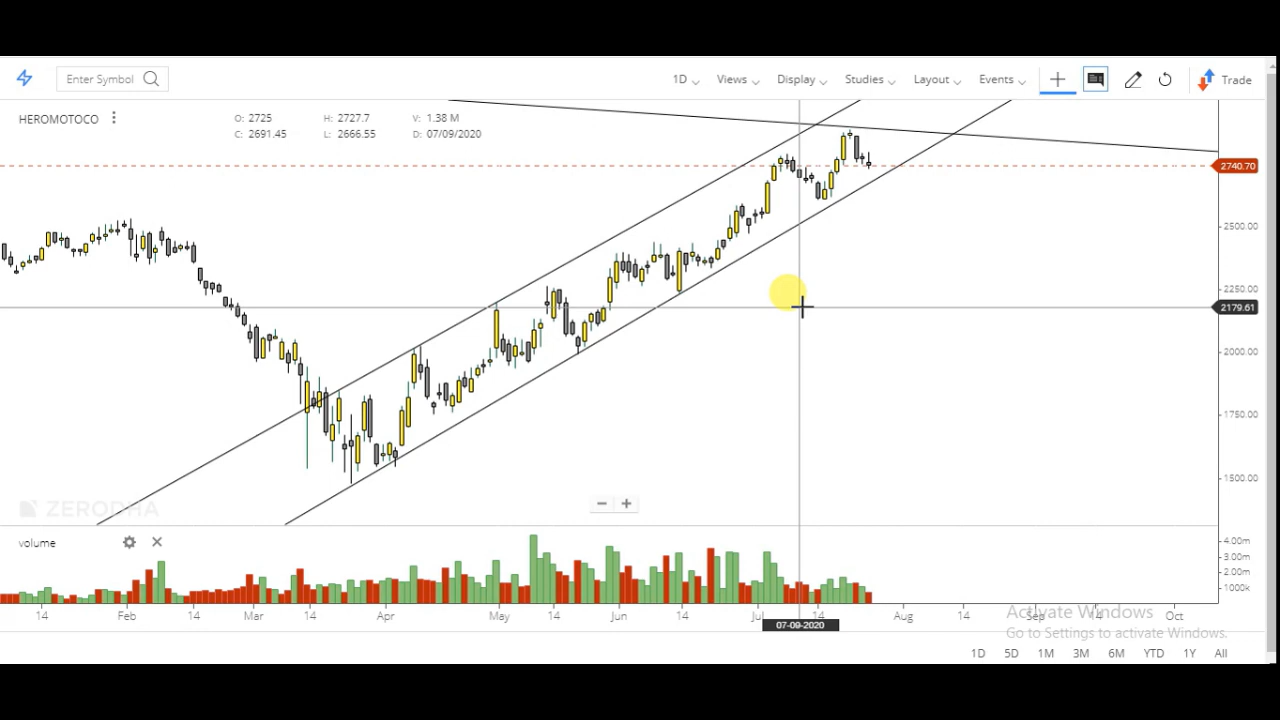 Enter Symbol
1D Views Display Studies Layout Events Trade
HEROMOTOCO
O: 2725 H: 2727.7 V: 1.38 M
C: 2691.45 L: 2666.55 D: 07/09/2020
2740.70
2500.00
2250.00
2179.61
2000.00
1750.00
1500.00
ZERODHA
volume
4.00m
3.00m
2.00m
1000k
14 Feb 14 Mar 14 Apr May 14 Jun 14 Jul 14 Aug 14 Sep 14 Oct
07-09-2020
Activate Windows
Go to Settings to activate Windows.
1D 5D 1M 3M 6M YTD 1Y All